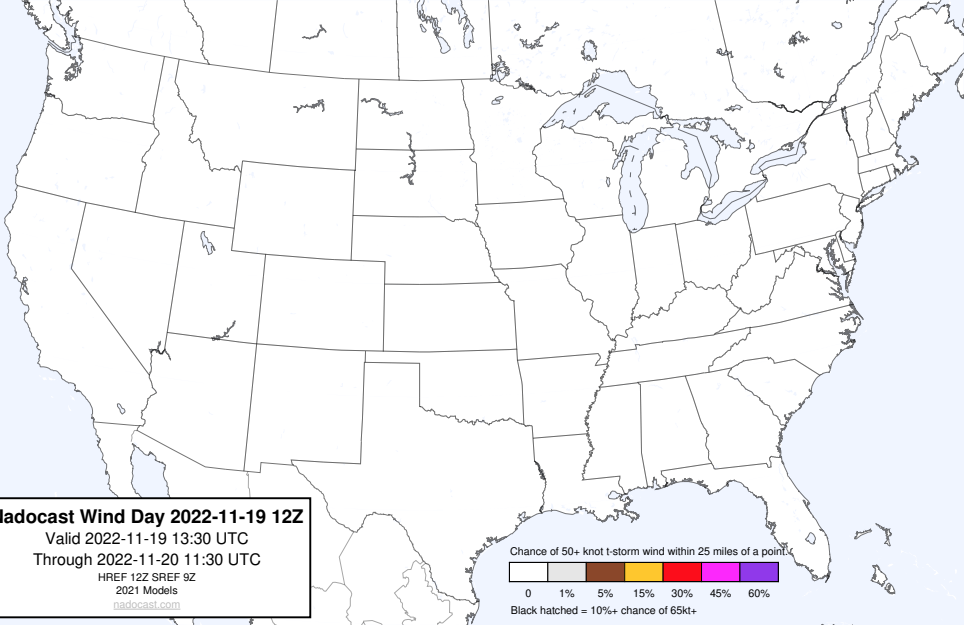 Nadocast Wind Day 2022-11-19 12Z
Valid 2022-11-19 13:30 UTC
Through 2022-11-20 11:30 UTC
HREF 12Z SREF 9Z
2021 Models
nadocast.com
Chance of 50+ knot t-storm wind within 25 miles of a point.
0 1% 5% 15% 30% 45% 60%
Black hatched = 10%+ chance of 65kt+